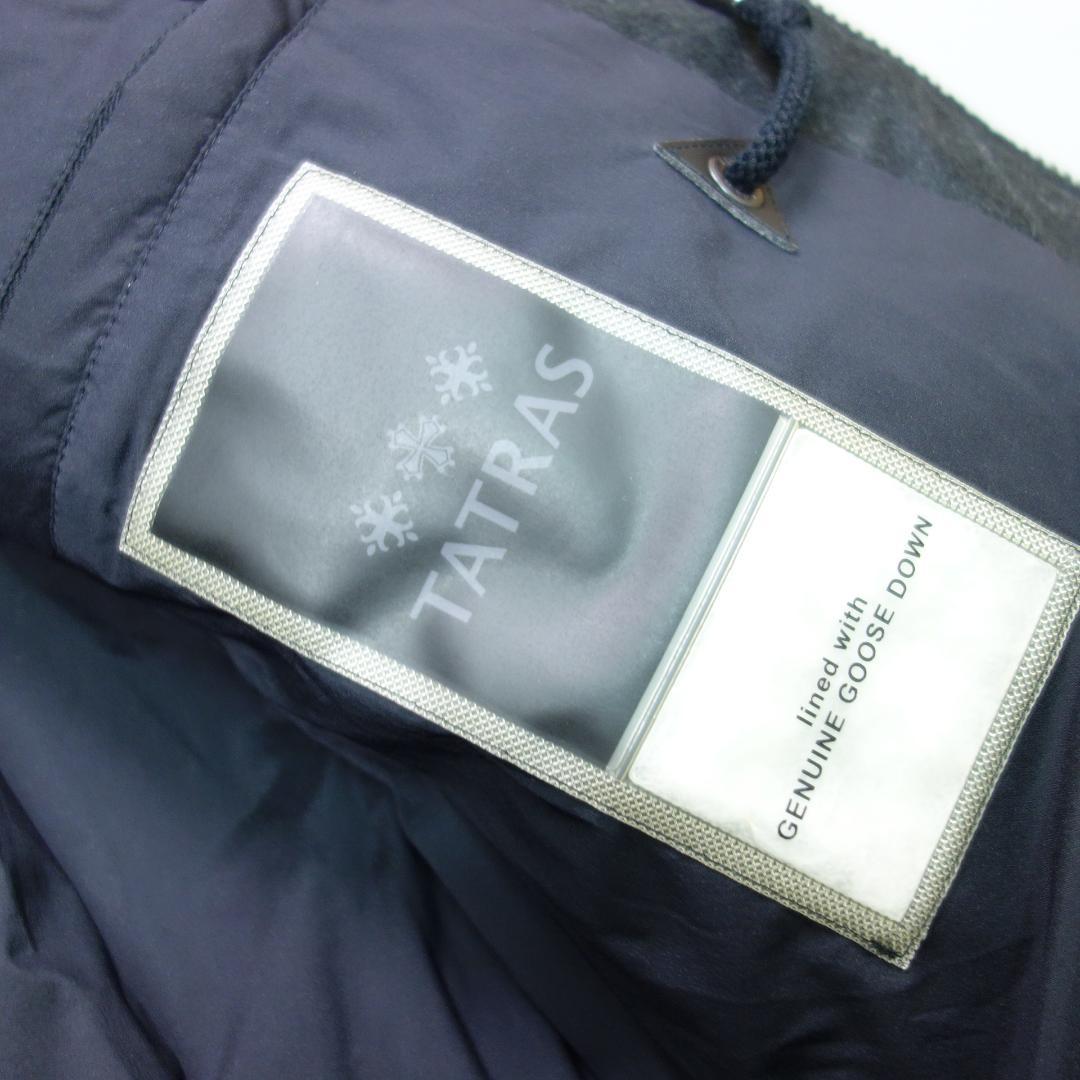 TATRAS
lined with
GENUINE GOOSE DOWN